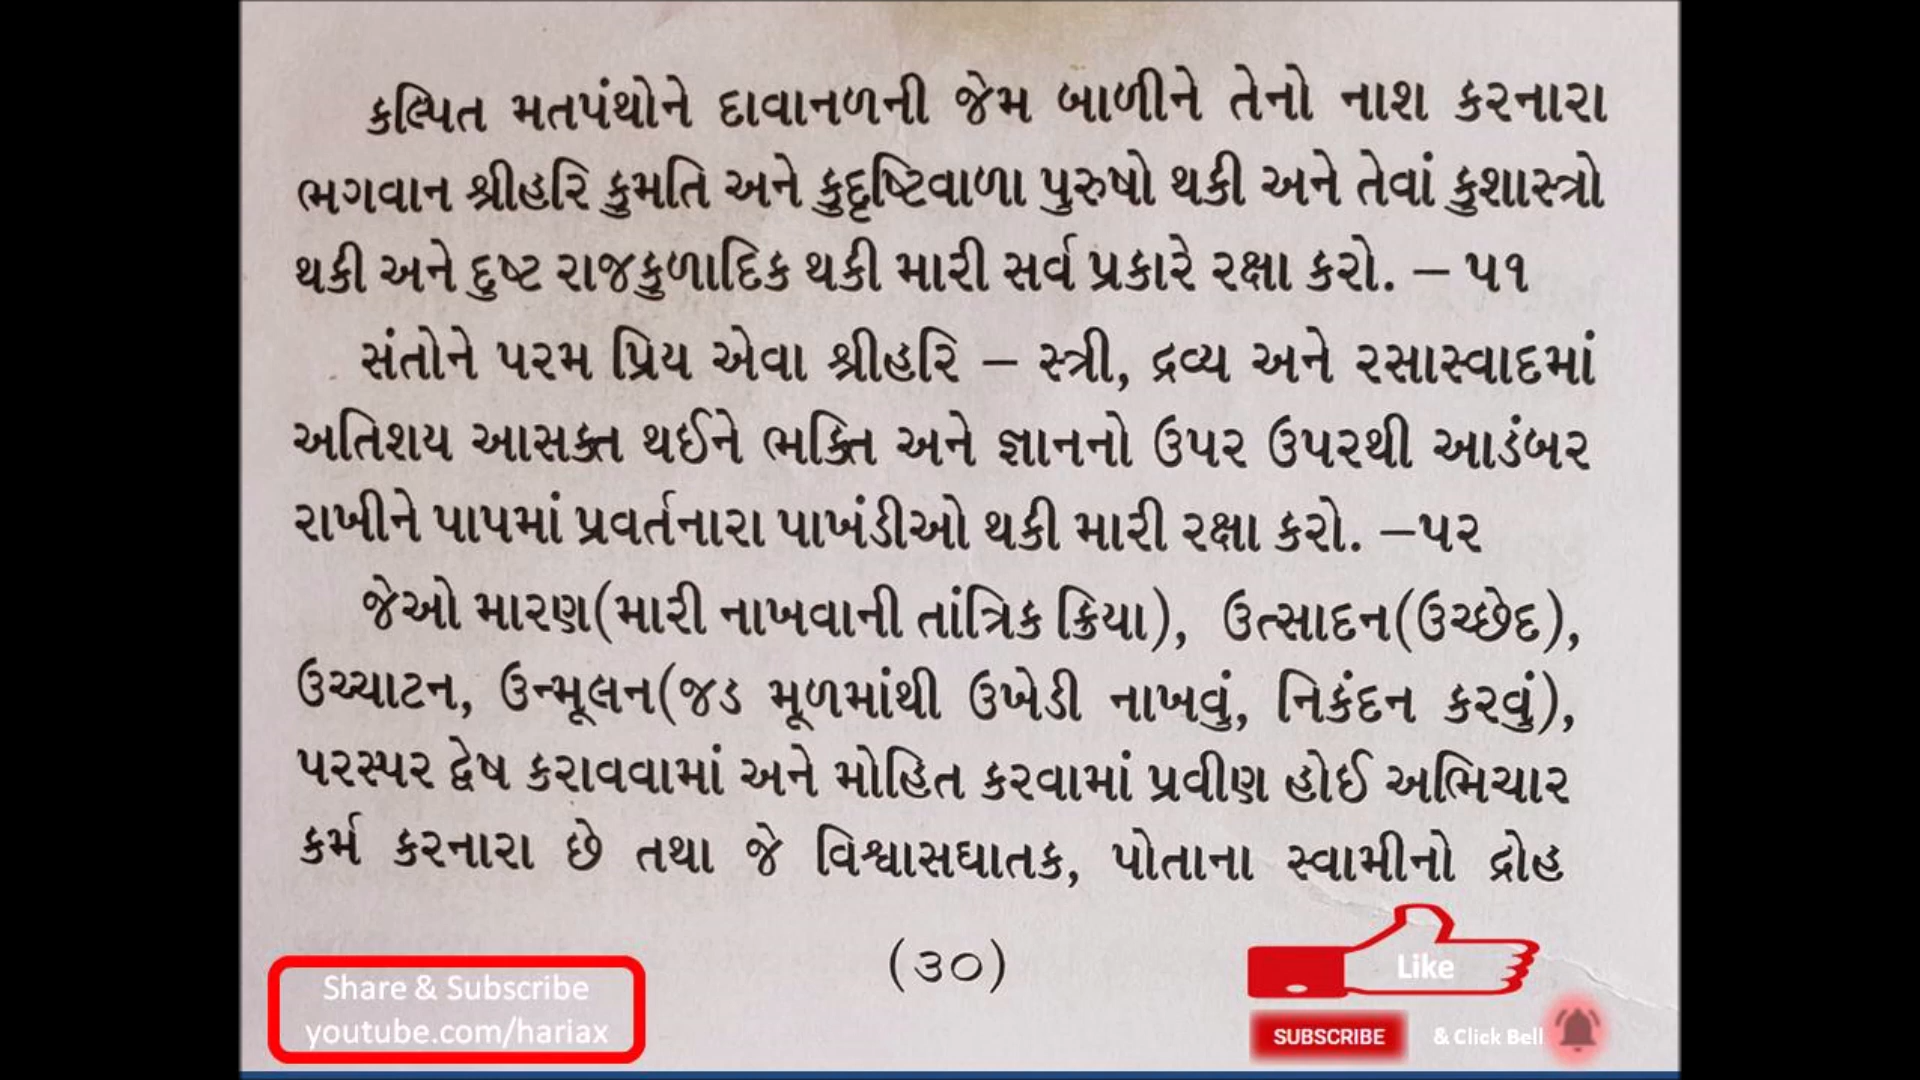 કલ્પિત મતપંથોને દાવાનળની જેમ બાળીને તેનો નાશ કરનારા
ભગવાન શ્રીહરિ કુમતિ અને કુદૃષ્ટિવાળા પુરુષો થકી અને તેવાં કુશાસ્ત્રો
થકી અને દુષ્ટ રાજકુળાદિક થકી મારી સર્વ પ્રકારે રક્ષા કરો. – ૫૧
સંતોને પરમ પ્રિય એવા શ્રીહરિ – સ્ત્રી, દ્રવ્ય અને રસાસ્વાદમાં
અતિશય આસક્ત થઈને ભક્તિ અને જ્ઞાનનો ઉપર ઉપરથી આડંબર
રાખીને પાપમાં પ્રવર્તનારા પાખંડીઓ થકી મારી રક્ષા કરો. –૫૨
જેઓ મારણ(મારી નાખવાની તાંત્રિક ક્રિયા), ઉત્સાદન(ઉચ્છેદ),
ઉચ્ચાટન, ઉન્મૂલન(જડ મૂળમાંથી ઉખેડી નાખવું, નિકંદન કરવું),
પરસ્પર દ્વેષ કરાવવામાં અને મોહિત કરવામાં પ્રવીણ હોઈ અભિચાર
કર્મ કરનારા છે તથા જે વિશ્વાસઘાતક, પોતાના સ્વામીનો દ્રોહ
(૩૦)
Share & Subscribe
youtube.com/hariax
Like
SUBSCRIBE & Click Bell